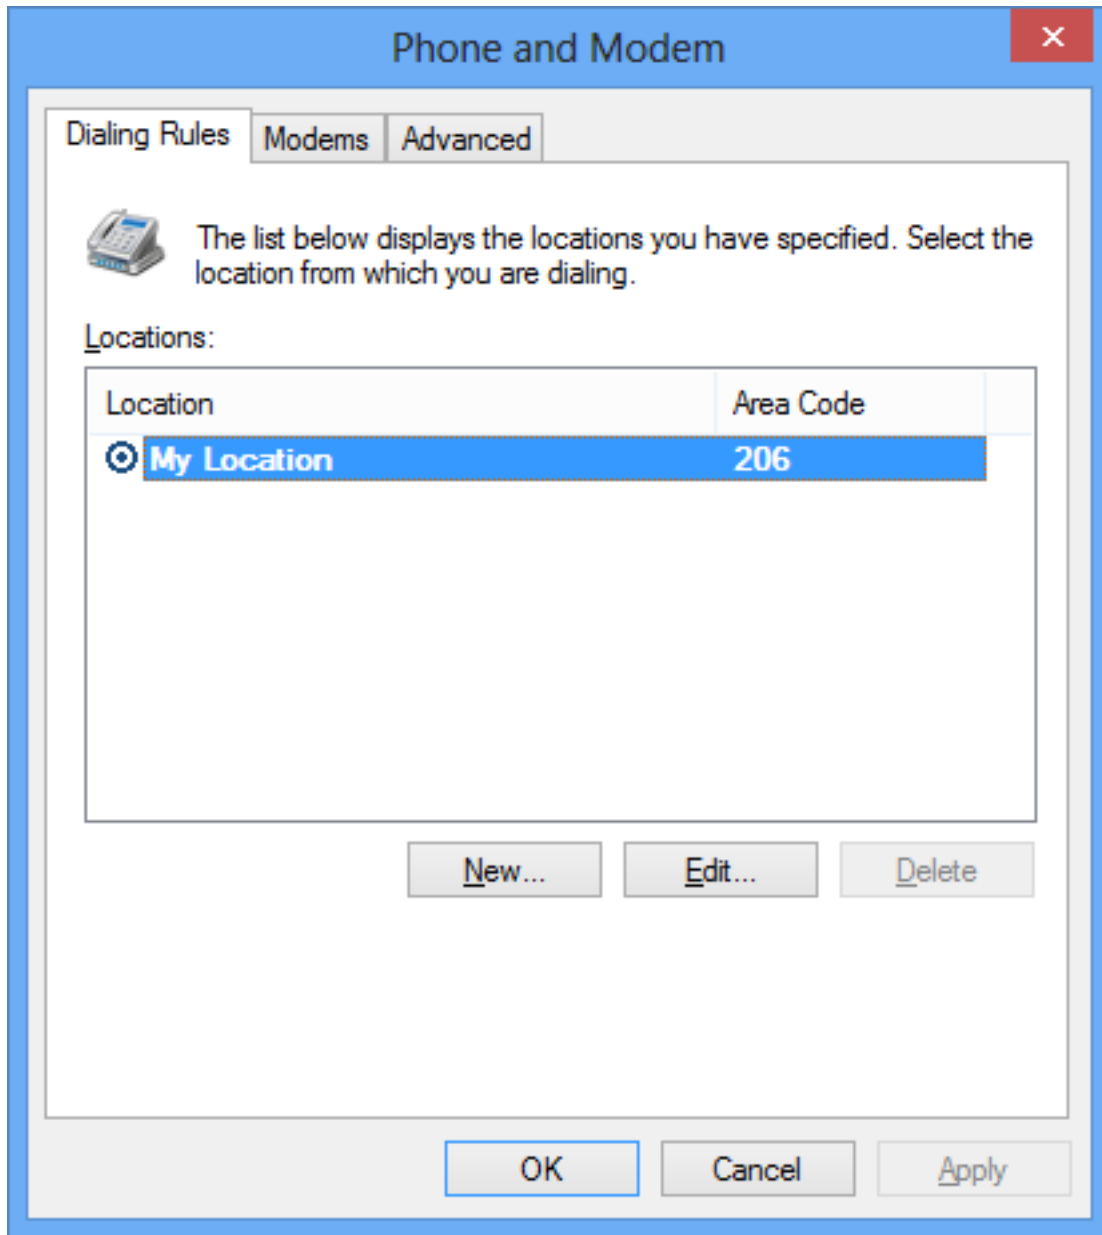 Phone and Modem
Dialing Rules Modems Advanced
The list below displays the locations you have specified. Select the
location from which you are dialing.
Locations:
Location Area Code
My Location 206
New... Edit... Delete
OK Cancel Apply